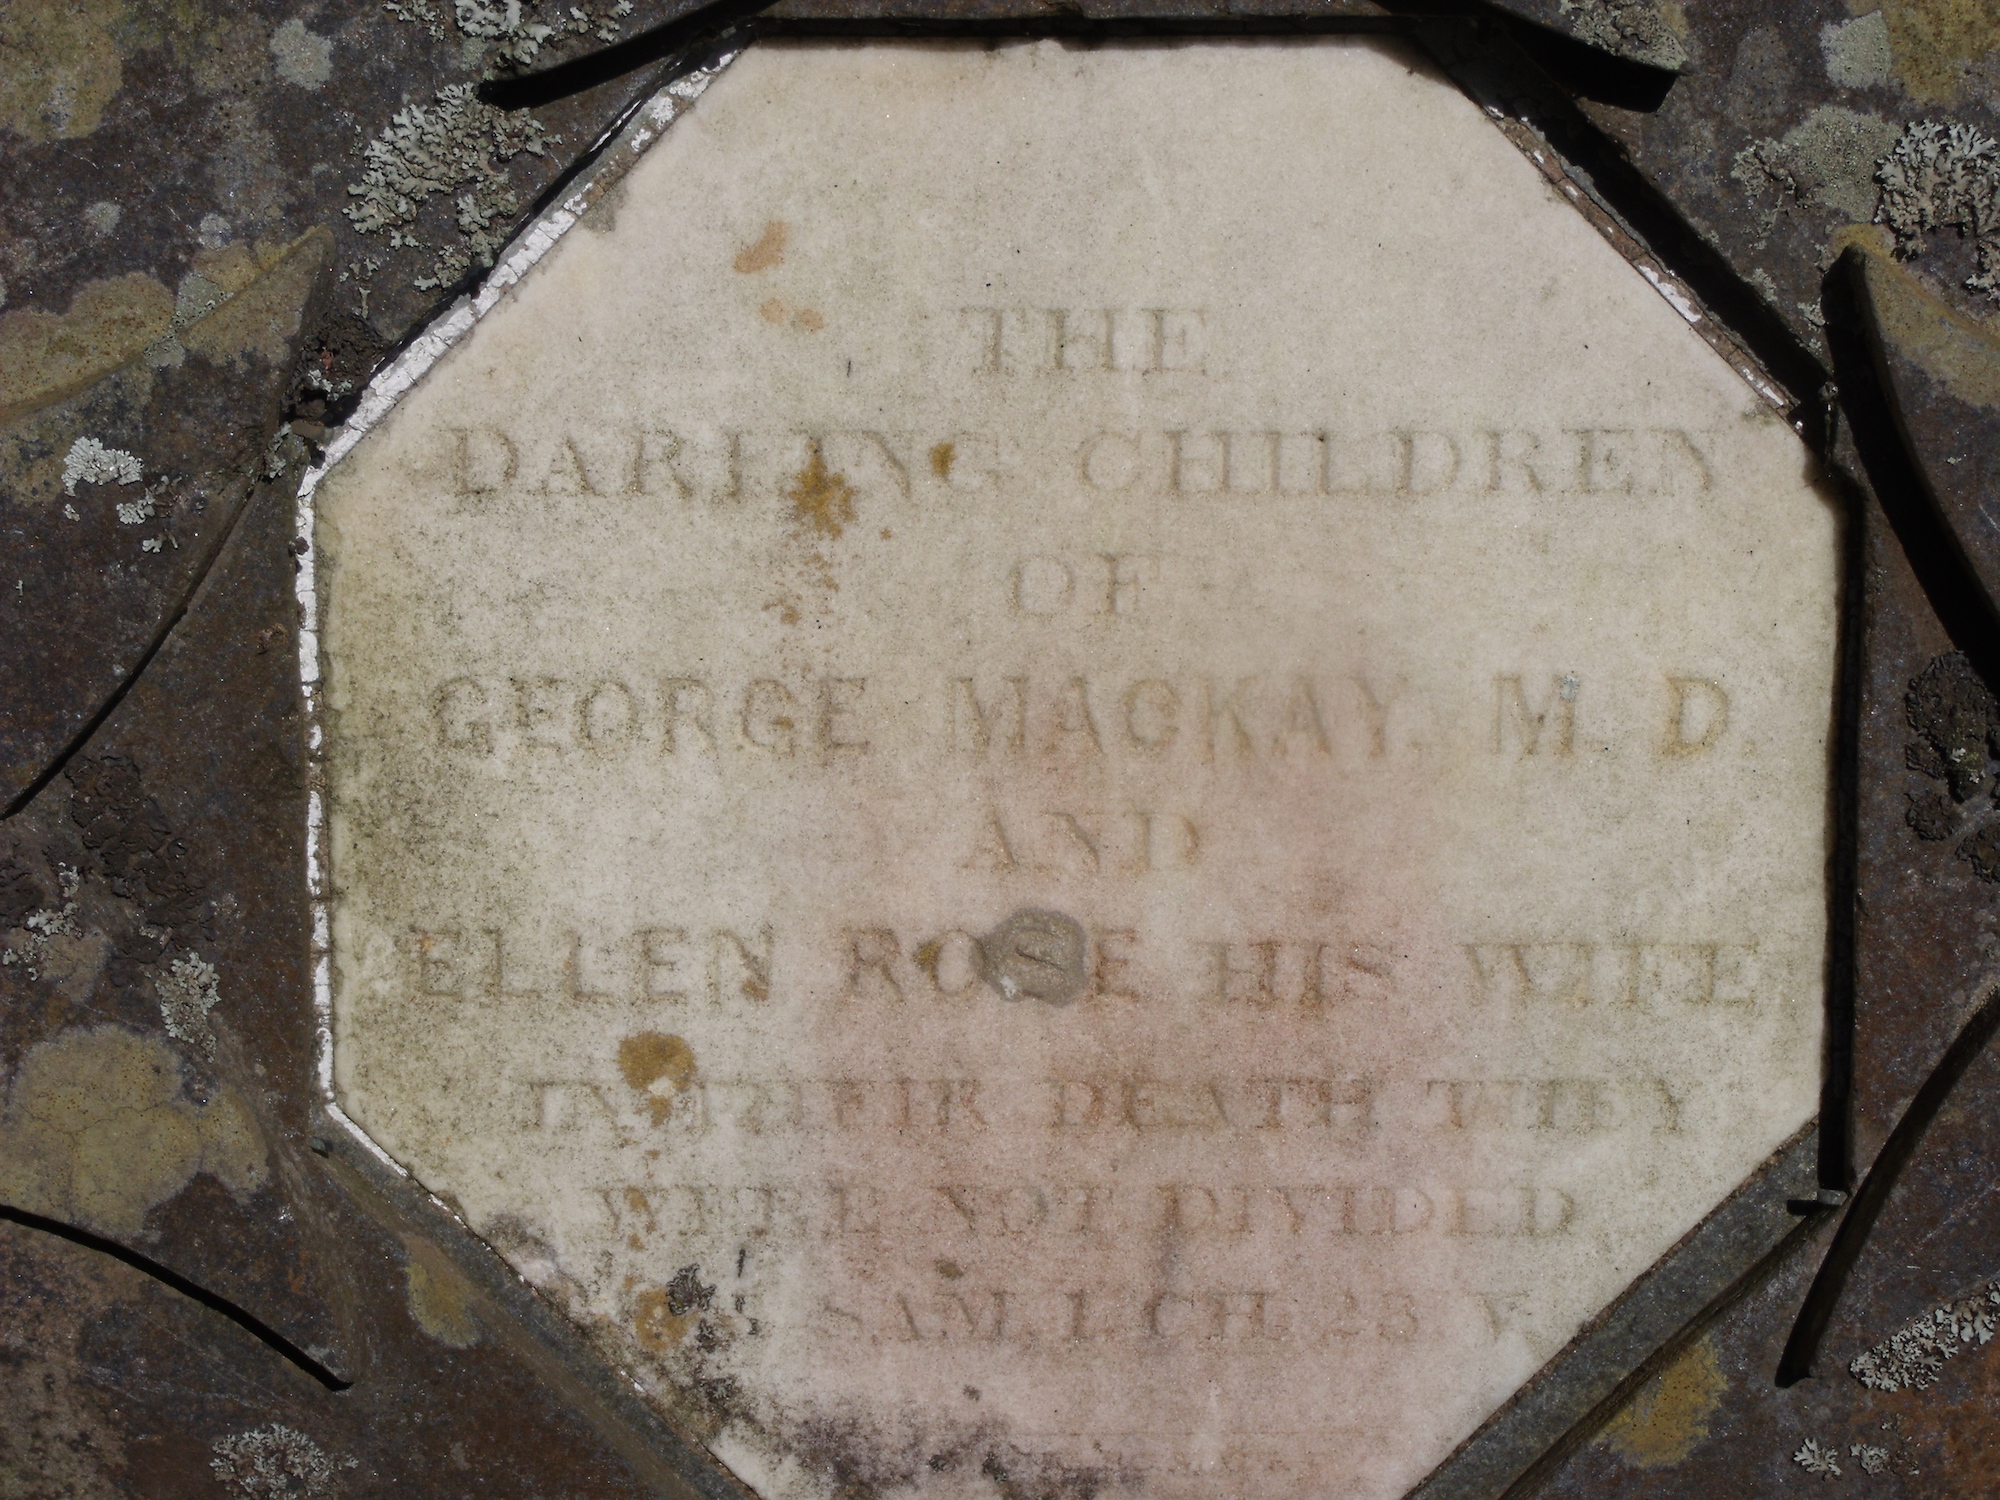 THE
DARLING CHILDREN
OF
GEORGE MACKAY, M. D.
AND
ELLEN ROSE HIS WIFE,
IN THEIR DEATH THEY
WERE NOT DIVIDED
SAM. I. CH. 23. V.